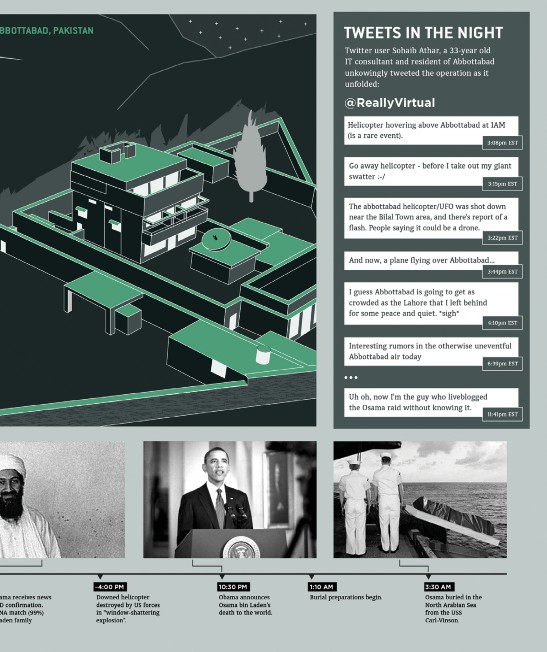 BBOTTABAD, PAKISTAN
TWEETS IN THE NIGHT
Twitter user Sohaib Athar, a 33-year old
IT consultant and resident of Abbottabad
unkowingly tweeted the operation as it
unfolded:
@ReallyVirtual
Helicopter hovering above Abbottabad at 1AM
(is a rare event).
3:08pm EST
Go away helicopter - before I take out my giant
swatter :-/
3:15pm EST
The abbottabad helicopter/UFO was shot down
near the Bilal Town area, and there's report of a
flash. People saying it could be a drone.
3:22pm EST
And now, a plane flying over Abbottabad...
3:44pm EST
I guess Abbottabad is going to get as
crowded as the Lahore that I left behind
for some peace and quiet. *sigh*
4:10pm EST
Interesting rumors in the otherwise uneventful
Abbottabad air today
6:39pm EST
•••
Uh oh, now I'm the guy who liveblogged
the Osama raid without knowing it.
11:41pm EST
ama receives news
D confirmation.
NA match (99%)
aden family
~4:00 PM
Downed helicopter
destroyed by US forces
in "window-shattering
explosion".
10:30 PM
Obama announces
Osama bin Laden's
death to the world.
1:10 AM
Burial preparations begin.
3:30 AM
Osama buried in the
North Arabian Sea
from the USS
Carl-Vinson.